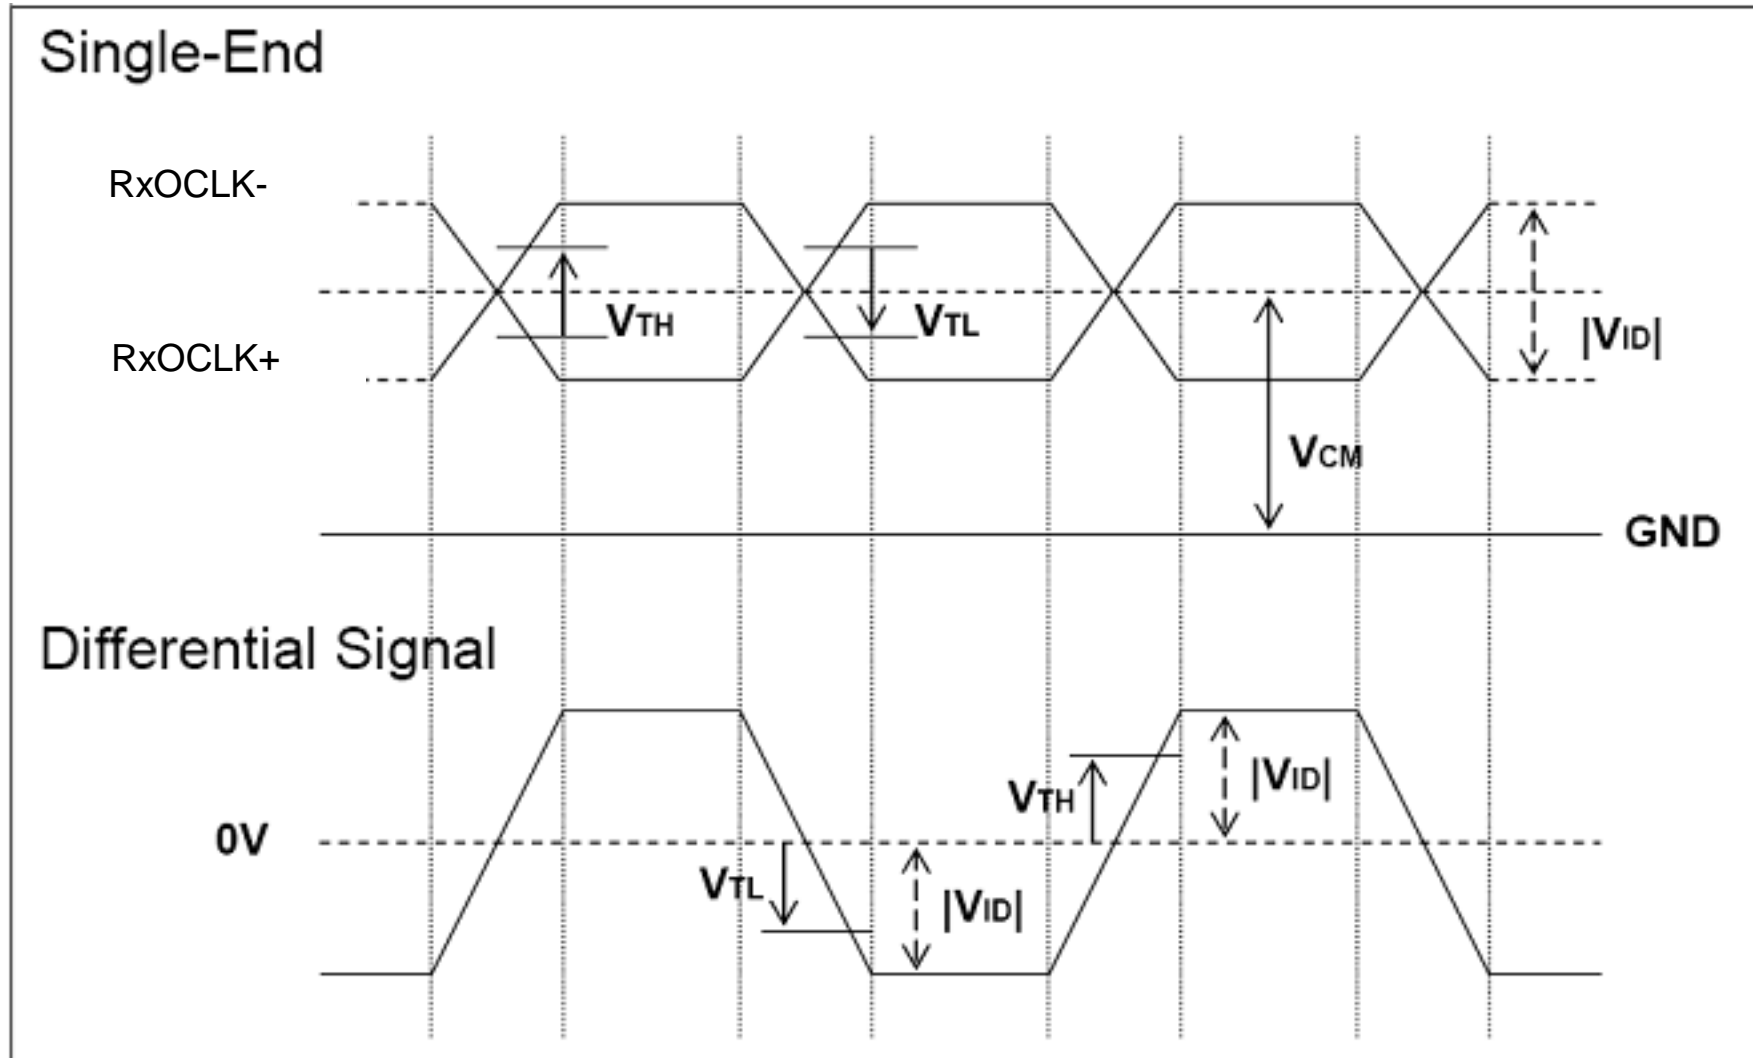 Single-End
RxOCLK-
VTH
VTL
|VID|
RxOCLK+
VCM
GND
Differential Signal
VTH
|VID|
0V
VTL
|VID|